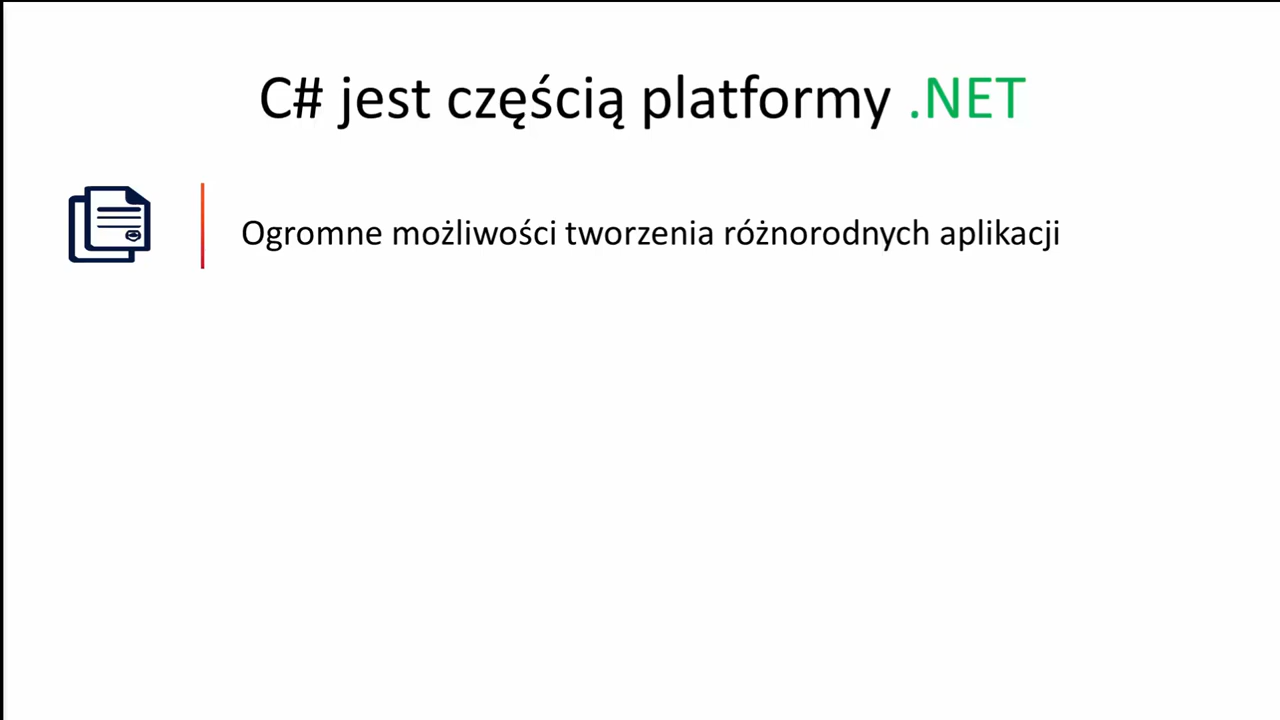 C# jest częścią platformy .NET
Ogromne możliwości tworzenia różnorodnych aplikacji